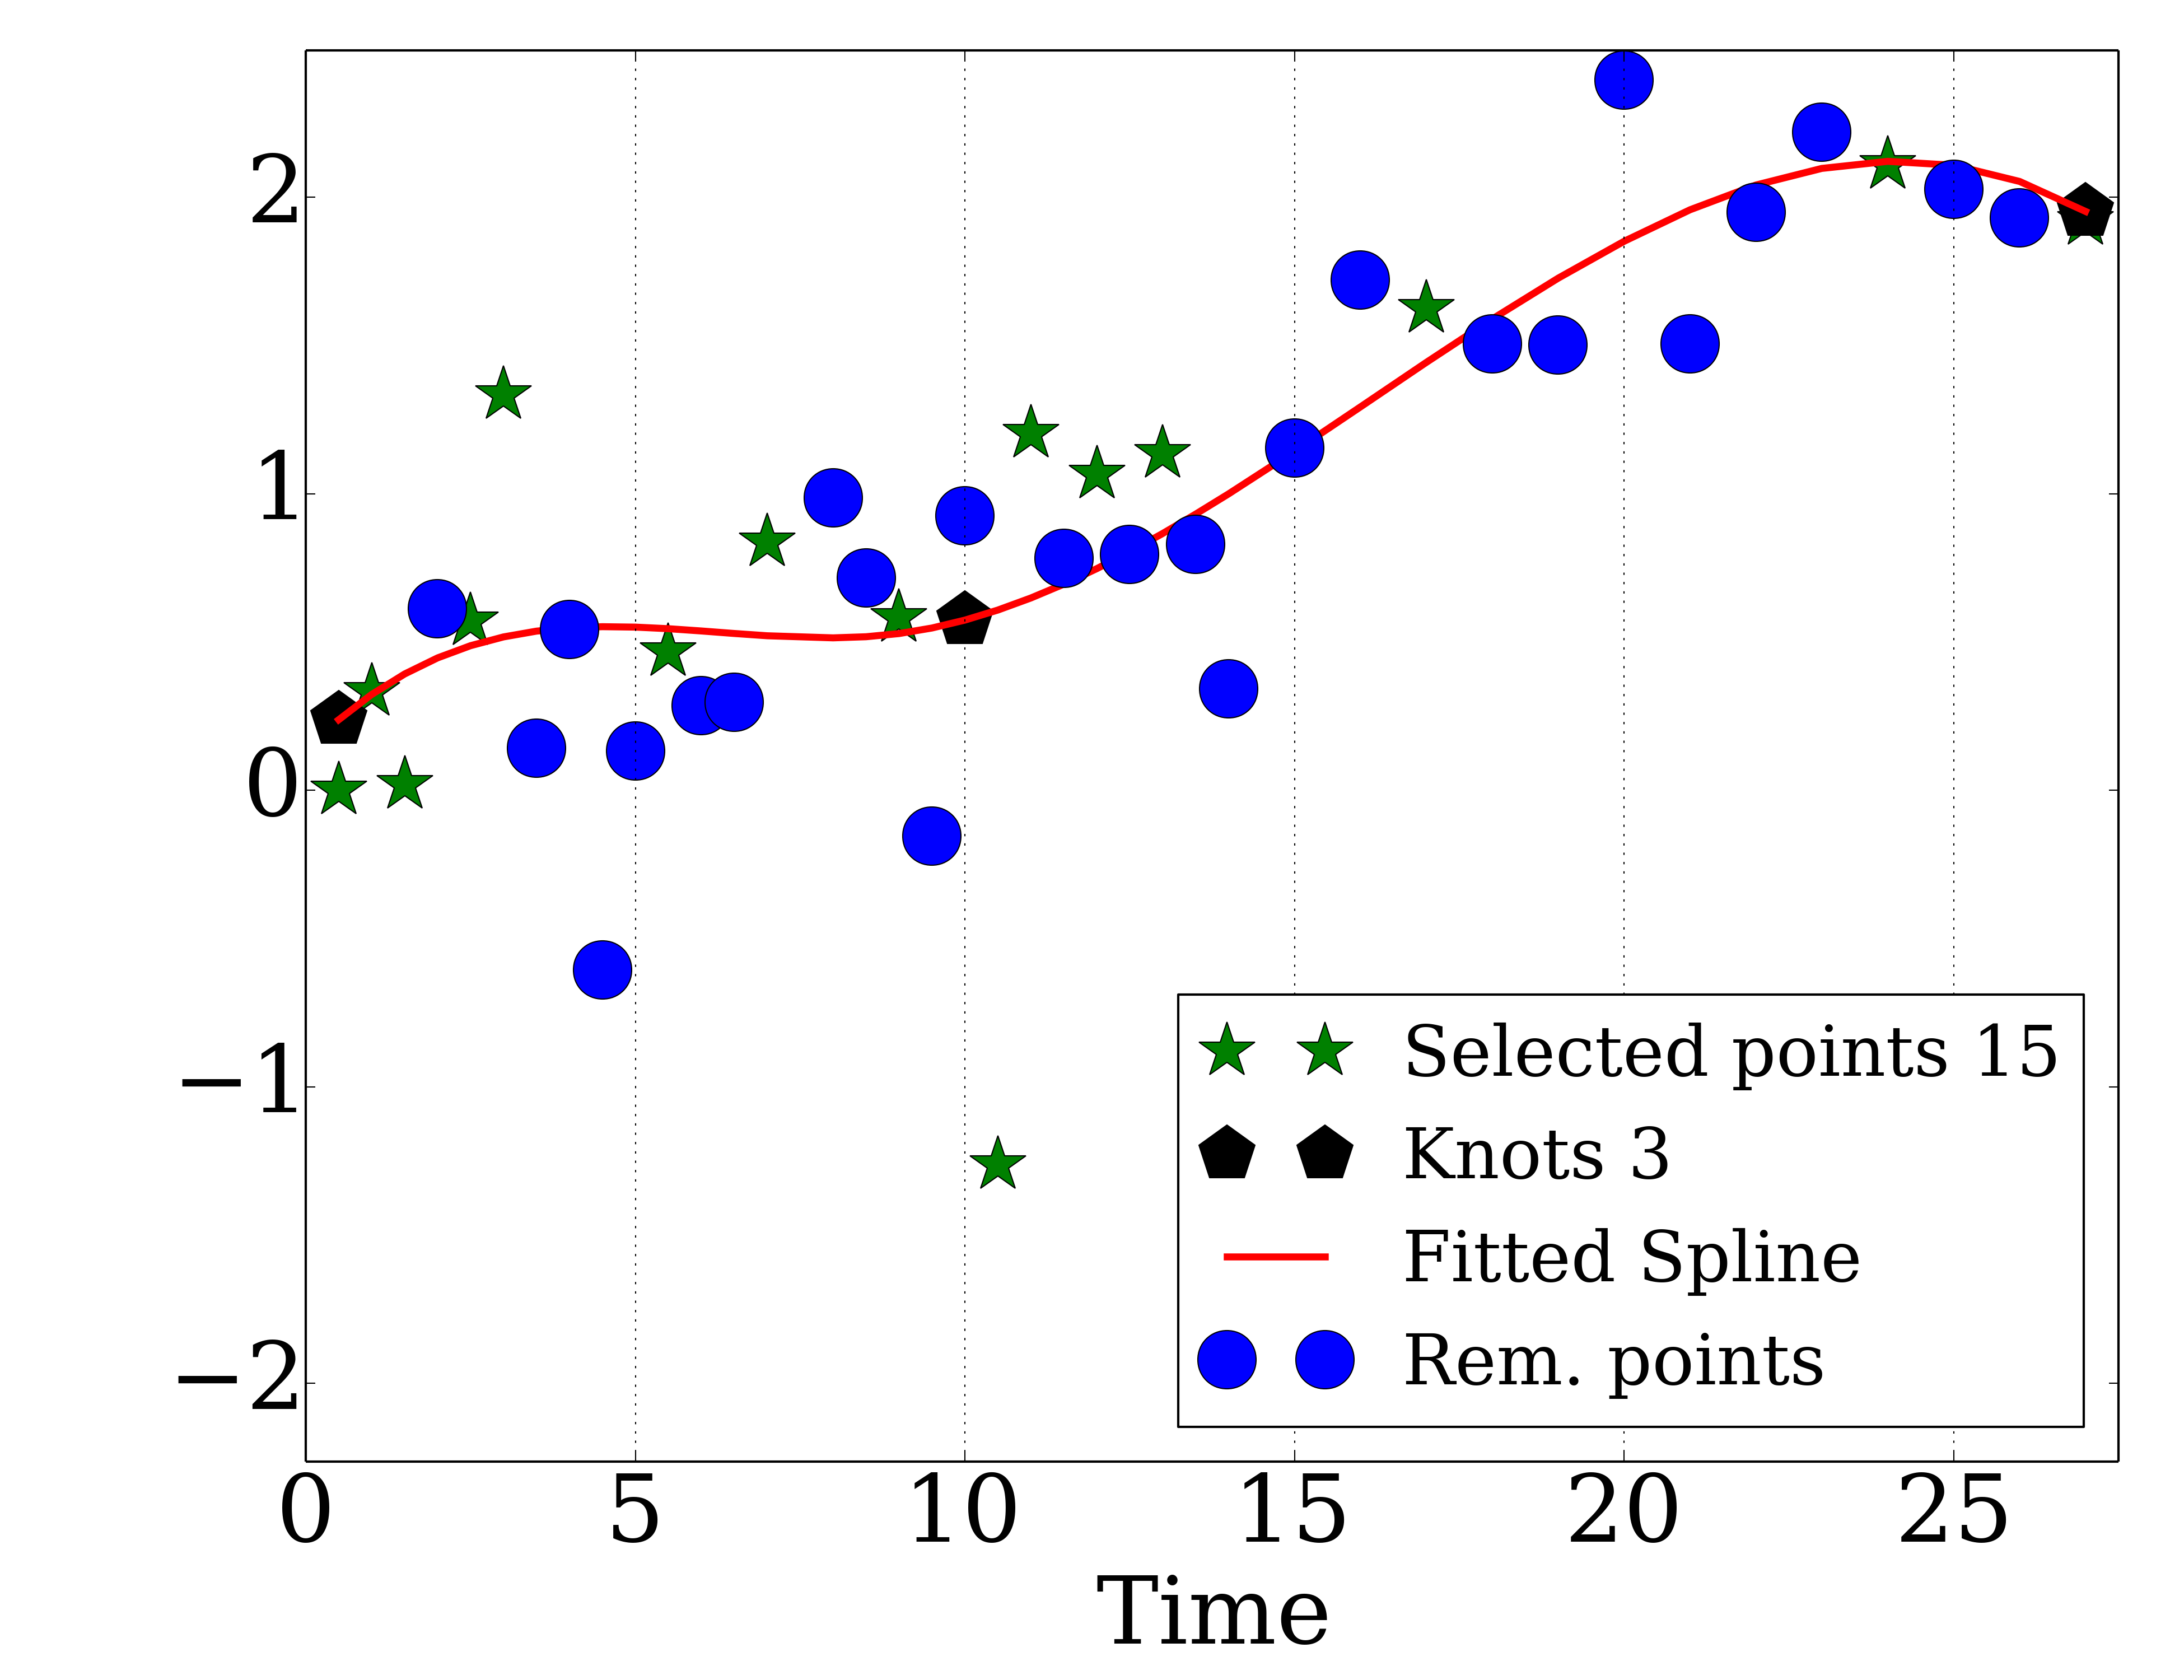 2
1
0
−1
−2
0 5 10 15 20 25
Time
Selected points 15
Knots 3
Fitted Spline
Rem. points